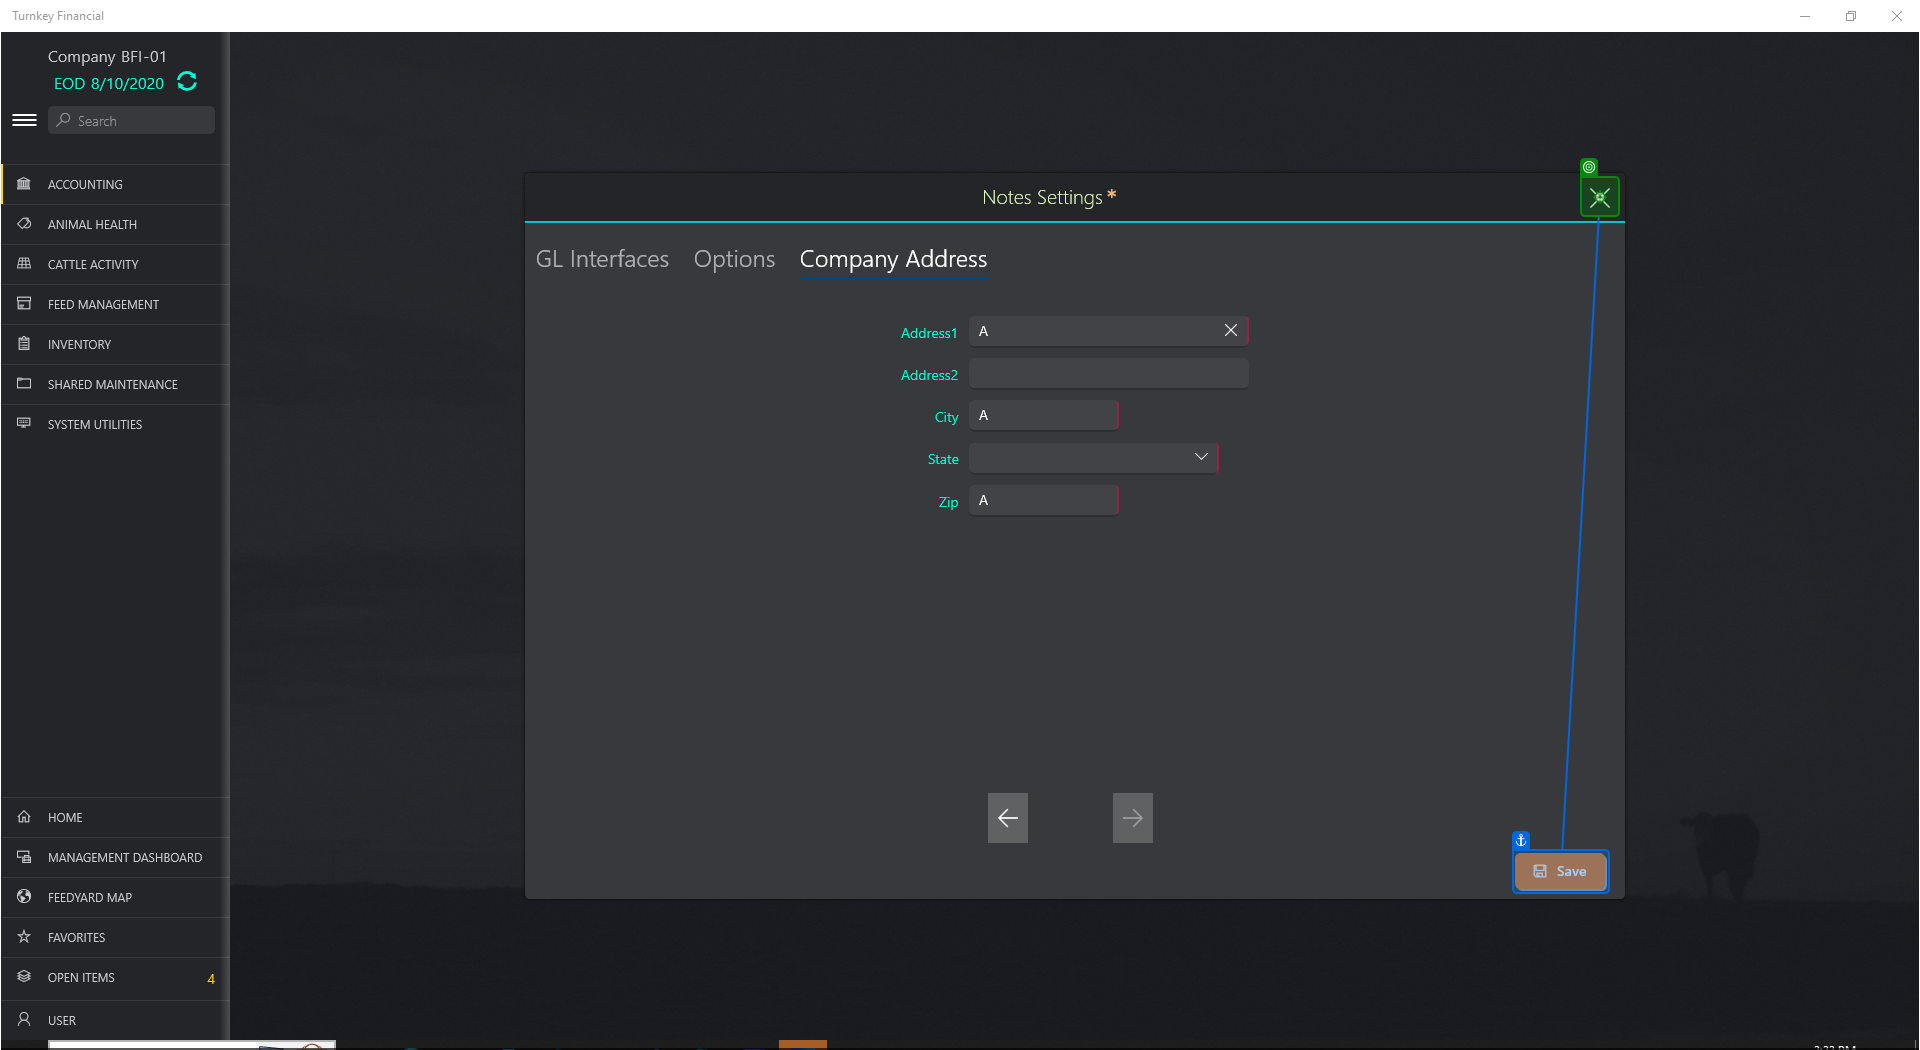 Turnkey Financial
Company BFI-01
EOD 8/10/2020
Search
ACCOUNTING
ANIMAL HEALTH
CATTLE ACTIVITY
FEED MANAGEMENT
INVENTORY
SHARED MAINTENANCE
SYSTEM UTILITIES
HOME
MANAGEMENT DASHBOARD
FEEDYARD MAP
FAVORITES
OPEN ITEMS 4
USER
Notes Settings *
GL Interfaces Options Company Address
Address1 A
Address2
City A
State
Zip A
Save